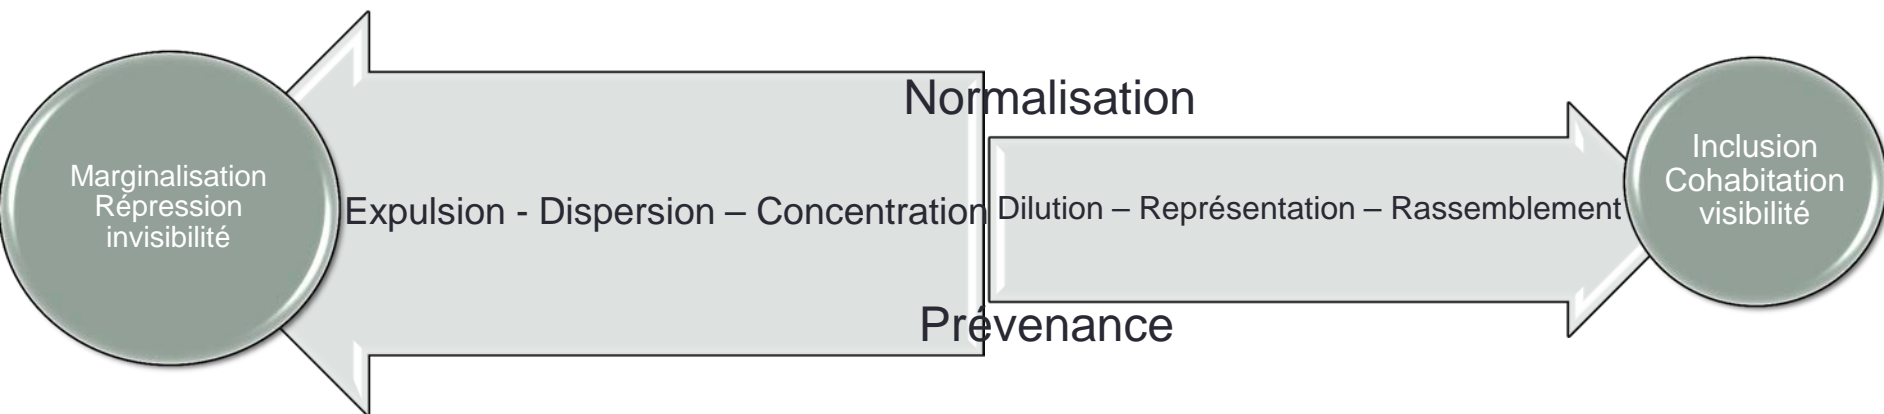 Normalisation
Marginalisation
Répression
invisibilité
Expulsion - Dispersion – Concentration
Dilution – Représentation – Rassemblement
Inclusion
Cohabitation
visibilité
Prévenance